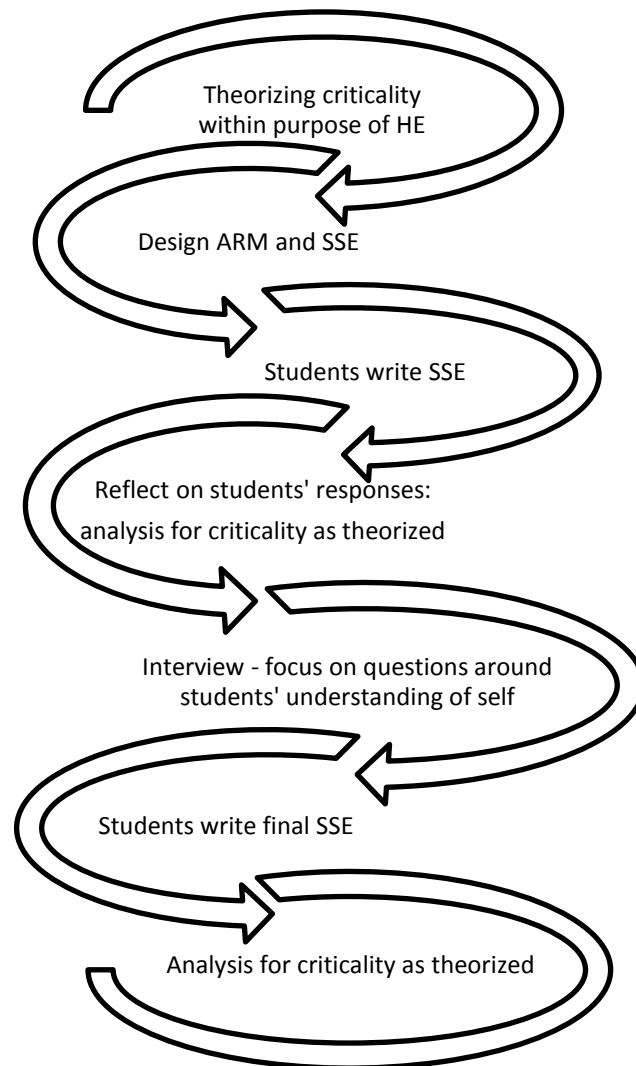 Theorizing criticality
within purpose of HE
Design ARM and SSE
Students write SSE
Reflect on students' responses:
analysis for criticality as theorized
Interview - focus on questions around
students' understanding of self
Students write final SSE
Analysis for criticality as theorized